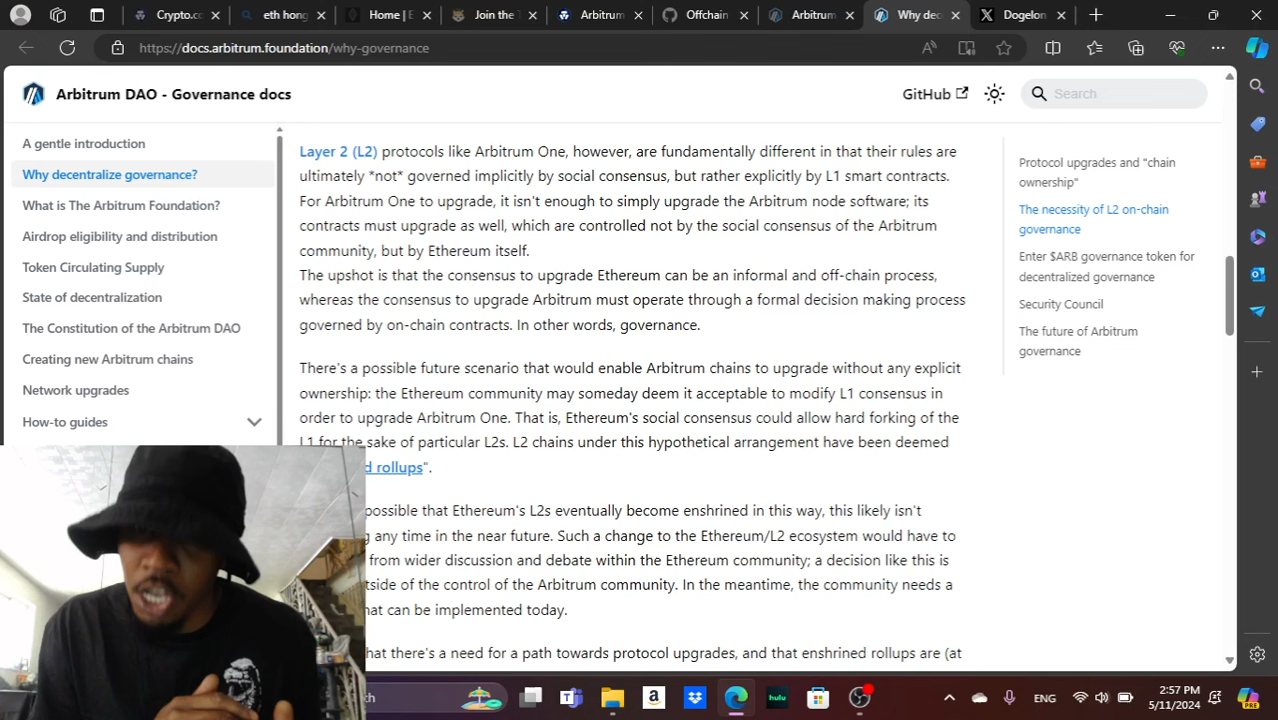 Crypto.cc
eth hong
Home | E
Join the
Arbitrum
Offchain
Arbitrum
Why dec
Dogelon
https://docs.arbitrum.foundation/why-governance
Arbitrum DAO - Governance docs
GitHub
Search
A gentle introduction
Why decentralize governance?
What is The Arbitrum Foundation?
Airdrop eligibility and distribution
Token Circulating Supply
State of decentralization
The Constitution of the Arbitrum DAO
Creating new Arbitrum chains
Network upgrades
How-to guides
Layer 2 (L2) protocols like Arbitrum One, however, are fundamentally different in that their rules are
ultimately *not* governed implicitly by social consensus, but rather explicitly by L1 smart contracts.
For Arbitrum One to upgrade, it isn't enough to simply upgrade the Arbitrum node software; its
contracts must upgrade as well, which are controlled not by the social consensus of the Arbitrum
community, but by Ethereum itself.
The upshot is that the consensus to upgrade Ethereum can be an informal and off-chain process,
whereas the consensus to upgrade Arbitrum must operate through a formal decision making process
governed by on-chain contracts. In other words, governance.
There's a possible future scenario that would enable Arbitrum chains to upgrade without any explicit
ownership: the Ethereum community may someday deem it acceptable to modify L1 consensus in
order to upgrade Arbitrum One. That is, Ethereum's social consensus could allow hard forking of the
L1 for the sake of particular L2s. L2 chains under this hypothetical arrangement have been deemed
d rollups".
possible that Ethereum's L2s eventually become enshrined in this way, this likely isn't
any time in the near future. Such a change to the Ethereum/L2 ecosystem would have to
from wider discussion and debate within the Ethereum community; a decision like this is
tside of the control of the Arbitrum community. In the meantime, the community needs a
hat can be implemented today.
hat there's a need for a path towards protocol upgrades, and that enshrined rollups are (at
Protocol upgrades and "chain
ownership"
The necessity of L2 on-chain
governance
Enter $ARB governance token for
decentralized governance
Security Council
The future of Arbitrum
governance
ch
hulu
ENG
2:57 PM
5/11/2024
PRE